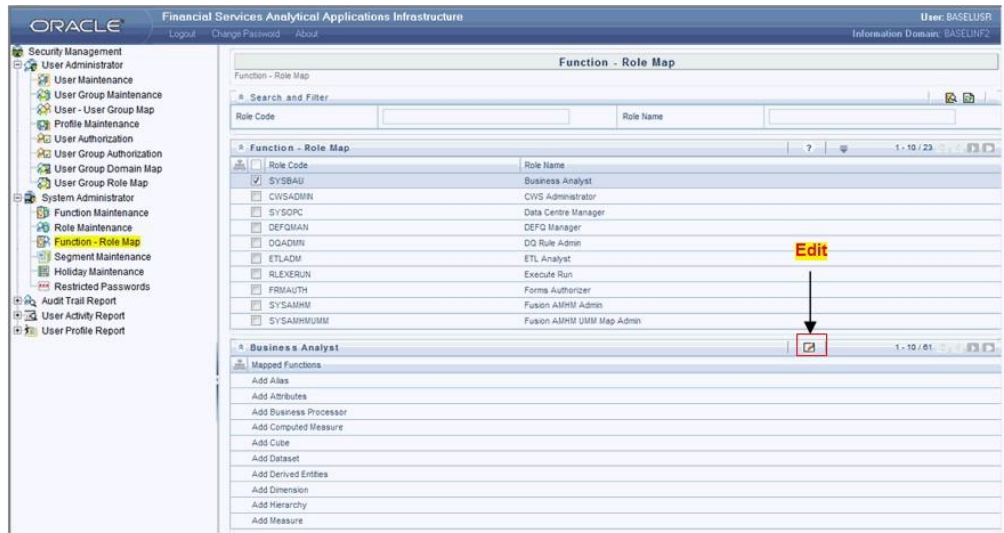 ORACLE
Financial Services Analytical Applications Infrastructure
User: BASELUSR
Logout Change Password About
Information Domain: BASELINF2
Security Management
User Administrator
User Maintenance
User Group Maintenance
User - User Group Map
Profile Maintenance
User Authorization
User Group Authorization
User Group Domain Map
User Group Role Map
System Administrator
Function Maintenance
Role Maintenance
Function - Role Map
Segment Maintenance
Holiday Maintenance
Restricted Passwords
Audit Trail Report
User Activity Report
User Profile Report
Function - Role Map
Function - Role Map
Search and Filter
Role Code
Role Name
Function - Role Map
?
1 - 10 / 23
Role Code Role Name
SYSBAU Business Analyst
CWSADMIN CWS Administrator
SYSOPC Data Centre Manager
DEFQMAN DEFQ Manager
DQADMN DQ Rule Admin
ETLADM ETL Analyst
RLEXERUN Execute Run
FRMAUTH Forms Authorizer
SYSAMHM Fusion AMHM Admin
SYSAMHMUMM Fusion AMHM UMM Map Admin
Edit
Business Analyst
1 - 10 / 61
Mapped Functions
Add Alias
Add Attributes
Add Business Processor
Add Computed Measure
Add Cube
Add Dataset
Add Derived Entities
Add Dimension
Add Hierarchy
Add Measure